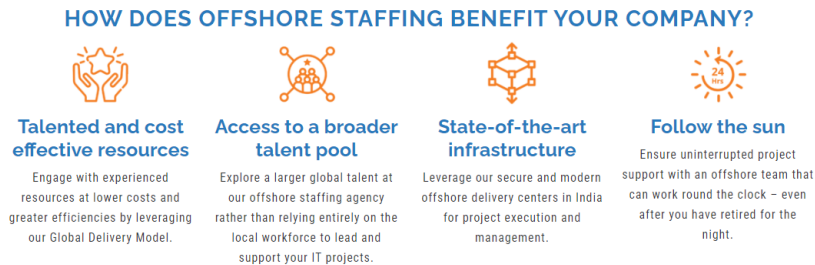 HOW DOES OFFSHORE STAFFING BENEFIT YOUR COMPANY?
24
Hrs
Talented and cost
effective resources
Engage with experienced
resources at lower costs and
greater efficiencies by leveraging
our Global Delivery Model.
Access to a broader
talent pool
Explore a larger global talent at
our offshore staffing agency
rather than relying entirely on the
local workforce to lead and
support your IT projects.
State-of-the-art
infrastructure
Leverage our secure and modern
offshore delivery centers in India
for project execution and
management.
Follow the sun
Ensure uninterrupted project
support with an offshore team that
can work round the clock – even
after you have retired for the
night.